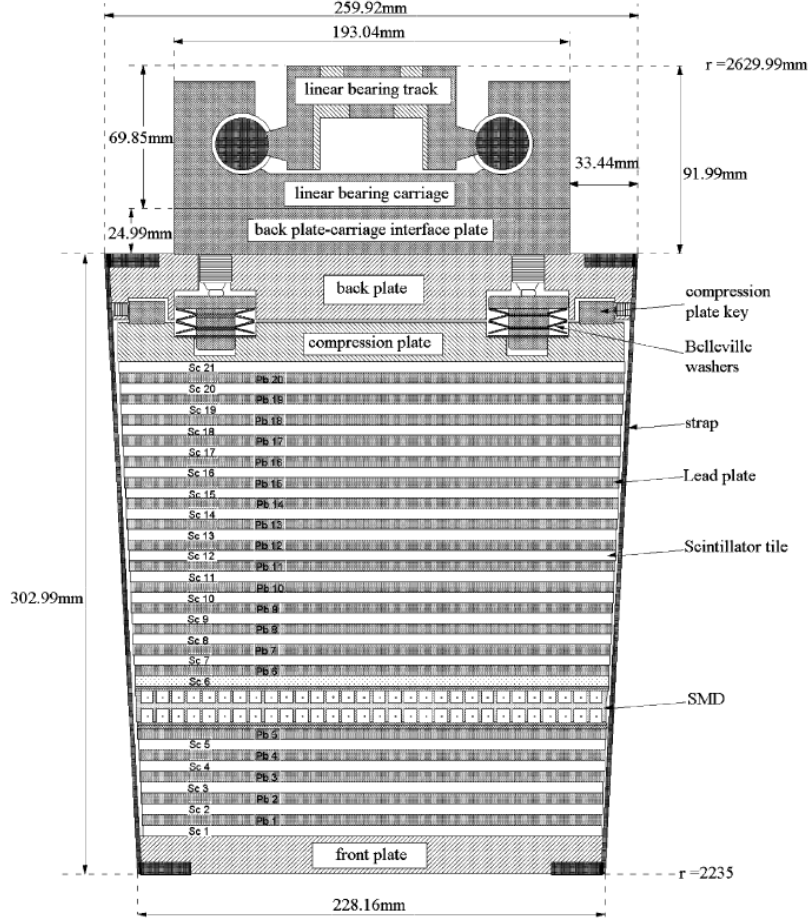 259.92mm
193.04mm
r =2629.99mm
linear bearing track
69.85mm
33.44mm
91.99mm
linear bearing carriage
24.99mm
back plate-carriage interface plate
back plate
compression
plate key
compression plate
Belleville
washers
Sc 21
Pb 20
Sc 20
Pb 19
Sc 19
Pb 18
strap
Sc 18
Pb 17
Sc 17
Pb 16
Sc 16
Pb 15
Lead plate
Sc 15
Pb 14
Sc 14
Pb 13
Sc 13
Pb 12
Scintillator tile
Sc 12
Pb 11
Sc 11
Pb 10
302.99mm
Sc 10
Pb 9
Sc 9
Pb 8
Sc 8
Pb 7
Sc 7
Pb 6
Sc 6
SMD
Pb 5
Sc 5
Pb 4
Sc 4
Pb 3
Sc 3
Pb 2
Sc 2
Pb 1
Sc 1
front plate
r =2235
228.16mm